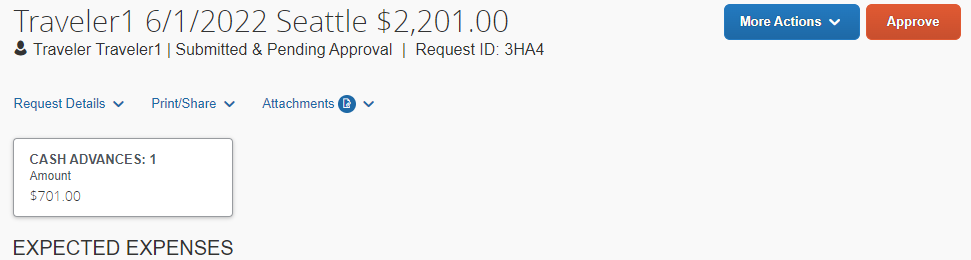 Traveler1 6/1/2022 Seattle $2,201.00
More Actions
Approve
Traveler Traveler1 | Submitted & Pending Approval | Request ID: 3HA4
Request Details
Print/Share
Attachments
CASH ADVANCES: 1
Amount
$701.00
EXPECTED EXPENSES